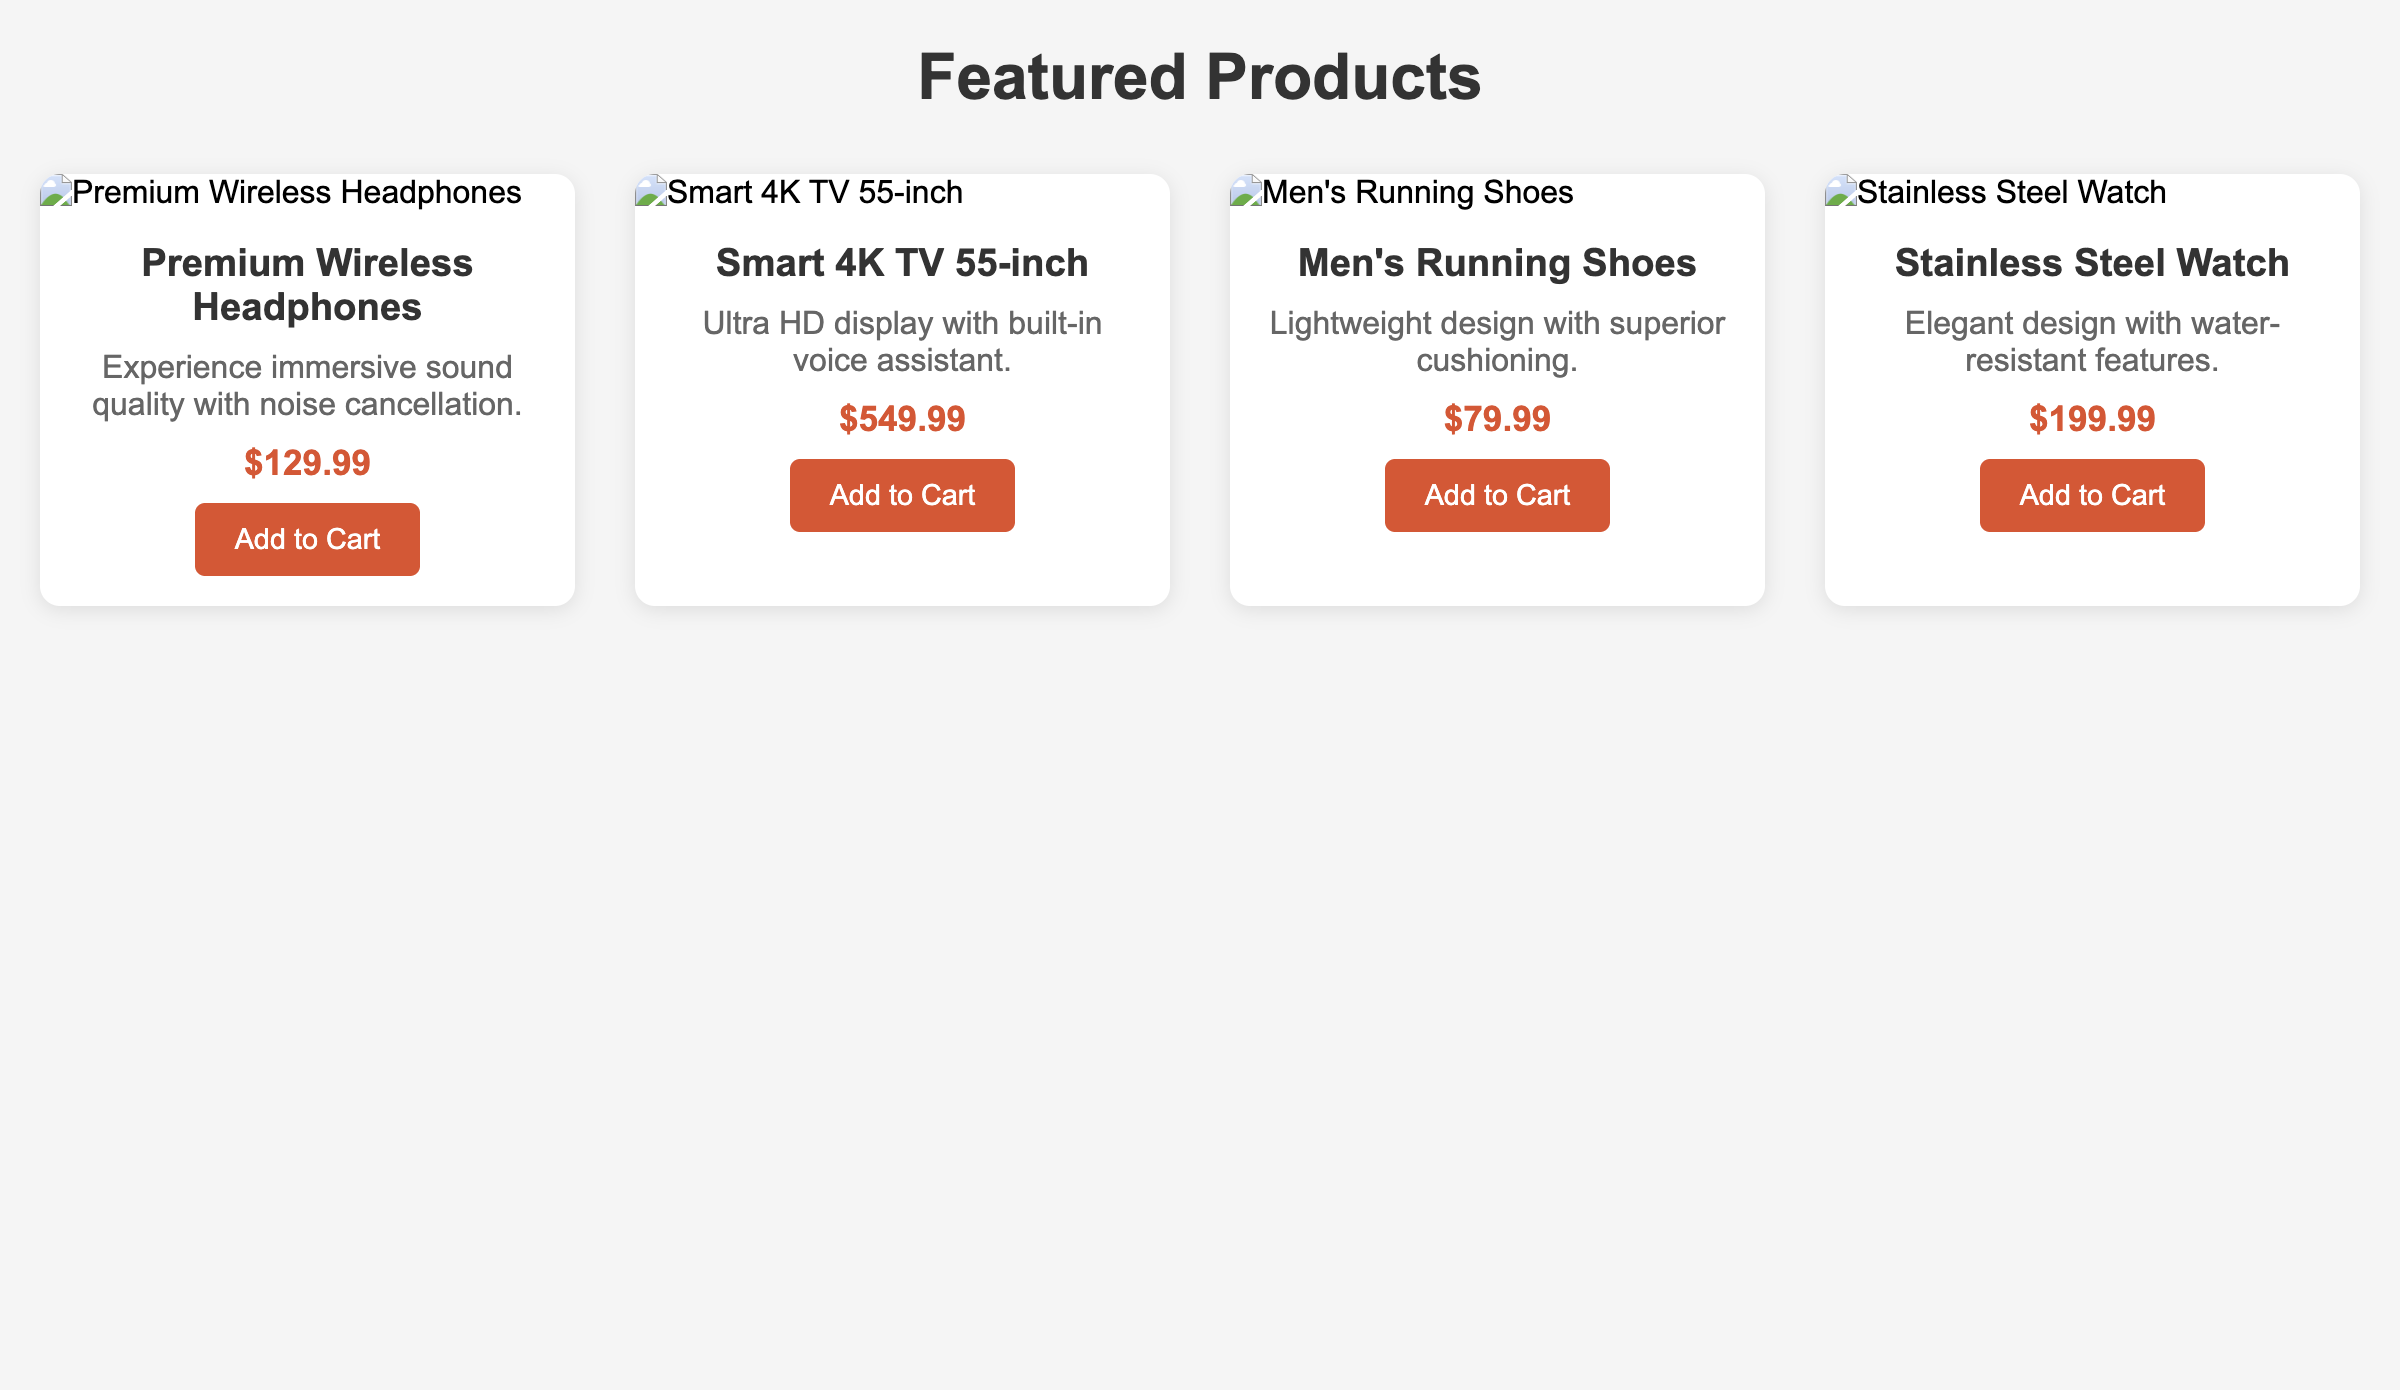 Featured Products
Premium Wireless Headphones
Premium Wireless
Headphones
Experience immersive sound
quality with noise cancellation.
$129.99
Add to Cart
Smart 4K TV 55-inch
Smart 4K TV 55-inch
Ultra HD display with built-in
voice assistant.
$549.99
Add to Cart
Men's Running Shoes
Men's Running Shoes
Lightweight design with superior
cushioning.
$79.99
Add to Cart
Stainless Steel Watch
Stainless Steel Watch
Elegant design with water-
resistant features.
$199.99
Add to Cart